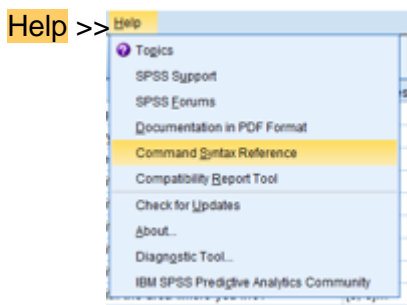 Help >>
Help
Topics
SPSS Support
SPSS Forums
Documentation in PDF Format
Command Syntax Reference
Compatibility Report Tool
Check for Updates
About...
Diagnostic Tool...
IBM SPSS Predictive Analytics Community